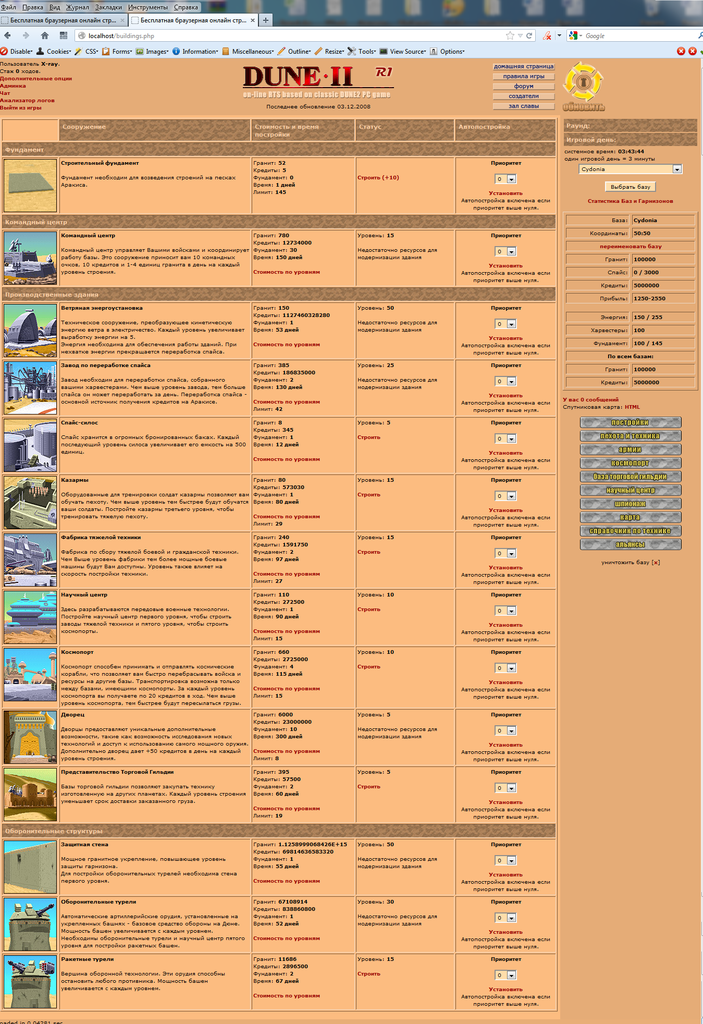 Файл Правка Вид Журнал Закладки Инструменты Справка
Бесплатная браузерная онлайн стр... Бесплатная браузерная онлайн стр...
localhost/buildings.php
Google
Disable Cookies CSS Forms Images Information Miscellaneous Outline Resize Tools View Source Options
Пользователь X-ray.
Стаж 0 ходов.
Дополнительные опции
Админка
Чат
Анализатор логов
Выйти из игры
DUNE·II R1
on-line RTS based on classic DUNE2 PC game
Последнее обновление 03.12.2008
домашняя страница
правила игры
форум
создатели
зал славы
обновить
Сооружение
Стоимость и время постройки
Статус
Автопостройка
Фундамент
Строительный фундамент
Фундамент необходим для возведения строений на песках
Аракиса.
Гранит: 52
Кредиты: 5
Фундамент: 0
Время: 1 дней
Лимит: 145
Строить (+10)
Приоритет
0
Установить
Автопостройка включена если
приоритет выше нуля.
Командный центр
Командный центр
Командный центр управляет Вашими войсками и координирует
работу базы. Это сооружение приносит вам 10 командных
очков, 10 кредитов и 1-4 единиц гранита в день на каждый
уровень строения.
Гранит: 780
Кредиты: 12734000
Фундамент: 30
Время: 150 дней
Стоимость по уровням
Уровень: 15
Недостаточно ресурсов для
модернизации здания
Приоритет
0
Установить
Автопостройка включена если
приоритет выше нуля.
Производственные здания
Ветряная энергоустановка
Техническое сооружение, преобразующее кинетическую
энергию ветра в электричество. Каждый уровень увеличивает
выработку энергии на 5.
Энергия необходима для обеспечения работы зданий. При
нехватке энергии прекращается переработка спайса.
Гранит: 150
Кредиты: 1127460328280
Фундамент: 1
Время: 53 дней
Стоимость по уровням
Уровень: 50
Недостаточно ресурсов для
модернизации здания
Приоритет
0
Установить
Автопостройка включена если
приоритет выше нуля.
Завод по переработке спайса
Завод необходим для переработки спайса, собранного
вашими харвестерами. Чем выше уровень завода, тем больше
спайса он может перерабатать за день. Переработка спайса -
основной источник получения кредитов на Аракисе.
Гранит: 385
Кредиты: 186835000
Фундамент: 2
Время: 130 дней
Стоимость по уровням
Лимит: 42
Уровень: 25
Недостаточно ресурсов для
модернизации здания
Приоритет
0
Установить
Автопостройка включена если
приоритет выше нуля.
Спайс-силос
Спайс хранится в огромных бронированных баках. Каждый
последующий уровень силоса увеличивает его емкость на 500
единиц.
Гранит: 8
Кредиты: 345
Фундамент: 1
Время: 12 дней
Стоимость по уровням
Уровень: 5
Строить
Приоритет
0
Установить
Автопостройка включена если
приоритет выше нуля.
Казармы
Оборудованные для тренировки солдат казармы позволяют вам
обучать пехоту. Чем выше уровень тем быстрее будут обучатся
ваши солдаты. Постройте казармы третьего уровня, чтобы
тренировать тяжелую пехоту.
Гранит: 80
Кредиты: 573030
Фундамент: 1
Время: 80 дней
Стоимость по уровням
Лимит: 29
Уровень: 15
Строить
Приоритет
0
Установить
Автопостройка включена если
приоритет выше нуля.
Фабрика тяжелой техники
Фабрика по сбору тяжелой боевой и гражданской техники.
Чем Выше уровень фабрики тем более мощные боевые
машины будут Вам доступны. Уровень также влияет на
скорость постройки техники.
Гранит: 240
Кредиты: 1591750
Фундамент: 2
Время: 97 дней
Стоимость по уровням
Лимит: 27
Уровень: 15
Строить
Приоритет
0
Установить
Автопостройка включена если
приоритет выше нуля.
Научный центр
Здесь разрабатываются передовые военные технологии.
Постройте научный центр первого уровня, чтобы строить
заводы тяжелой техники и пятого уровня, чтобы строить
космопорты.
Гранит: 110
Кредиты: 272500
Фундамент: 1
Время: 90 дней
Стоимость по уровням
Лимит: 15
Уровень: 10
Строить
Приоритет
0
Установить
Автопостройка включена если
приоритет выше нуля.
Космопорт
Космопорт способен принимать и отправлять космические
корабли, что позволяет вам быстро перебрасывать войска и
ресурсы на другие базы. Транспортировка возможна только
между базами, имеющими космопорты. За каждый уровень
космопорта вы получаете по 20 кредитов в ход. Чем выше
уровень космопорта, тем быстрее будут пересылаться грузы.
Гранит: 660
Кредиты: 2725000
Фундамент: 4
Время: 115 дней
Стоимость по уровням
Лимит: 15
Уровень: 10
Строить
Приоритет
0
Установить
Автопостройка включена если
приоритет выше нуля.
Дворец
Дворцы предоставляют уникальные дополнительные
возможности, такие как возможность исследования новых
технологий и доступ к использованию самого мощного оружия.
Дополнительно дворец дает +50 кредитов в день на каждый
уровень строения.
Гранит: 6000
Кредиты: 23000000
Фундамент: 10
Время: 300 дней
Стоимость по уровням
Лимит: 8
Уровень: 5
Недостаточно ресурсов для
модернизации здания
Приоритет
0
Установить
Автопостройка включена если
приоритет выше нуля.
Представительство Торговой Гильдии
Базы торговой гильдии позволяют закупать технику
изготовленную на других планетах. Каждый уровень строения
уменьшает срок доставки заказанного груза.
Гранит: 395
Кредиты: 57500
Фундамент: 2
Время: 60 дней
Стоимость по уровням
Лимит: 19
Уровень: 5
Строить
Приоритет
0
Установить
Автопостройка включена если
приоритет выше нуля.
Оборонительные структуры
Защитная стена
Мощное гранитное укрепление, повышающее уровень
защиты гарнизона.
Для постройки оборонительных турелей необходима стена
первого уровня.
Гранит: 1.1258999068426E+15
Кредиты: 69814636583320
Фундамент: 1
Время: 55 дней
Стоимость по уровням
Уровень: 50
Недостаточно ресурсов для
модернизации здания
Приоритет
0
Установить
Автопостройка включена если
приоритет выше нуля.
Оборонительные турели
Автоматические артиллерийские орудия, установленные на
укрепленных башнях - базовое средство обороны на Дюне.
Мощность башен увеличивается с каждым уровнем.
Необходимы оборонительные турели и научный центр пятого
уровня для постройки ракетных башен.
Гранит: 67108914
Кредиты: 838860800
Фундамент: 1
Время: 52 дней
Стоимость по уровням
Уровень: 30
Недостаточно ресурсов для
модернизации здания
Приоритет
0
Установить
Автопостройка включена если
приоритет выше нуля.
Ракетные турели
Вершина оборонной технологии. Эти орудия способны
остановить любого противника. Мощность башен
увеличивается с каждым уровнем.
Гранит: 11686
Кредиты: 2896500
Фундамент: 2
Время: 67 дней
Стоимость по уровням
Уровень: 15
Строить
Приоритет
0
Установить
Автопостройка включена если
приоритет выше нуля.
Раунд:
Игровой день:
системное время: 03:43:44
один игровой день = 3 минуты
Cydonia
Выбрать базу
Статистика Баз и Гарнизонов
База: Cydonia
Координаты: 50:50
переименовать базу
Гранит: 100000
Спайс: 0 / 3000
Кредиты: 5000000
Прибыль: 1250-2550
Энергия: 150 / 255
Харвестеры: 100
Фундамент: 100 / 145
По всем базам:
Гранит: 100000
Кредиты: 5000000
У вас 0 сообщений
Спутниковая карта: HTML
постройки
пехота и техника
армии
космопорт
база торговой гильдии
научный центр
шпионаж
карта
справочник по технике
альянсы
уничтожить базу [x]